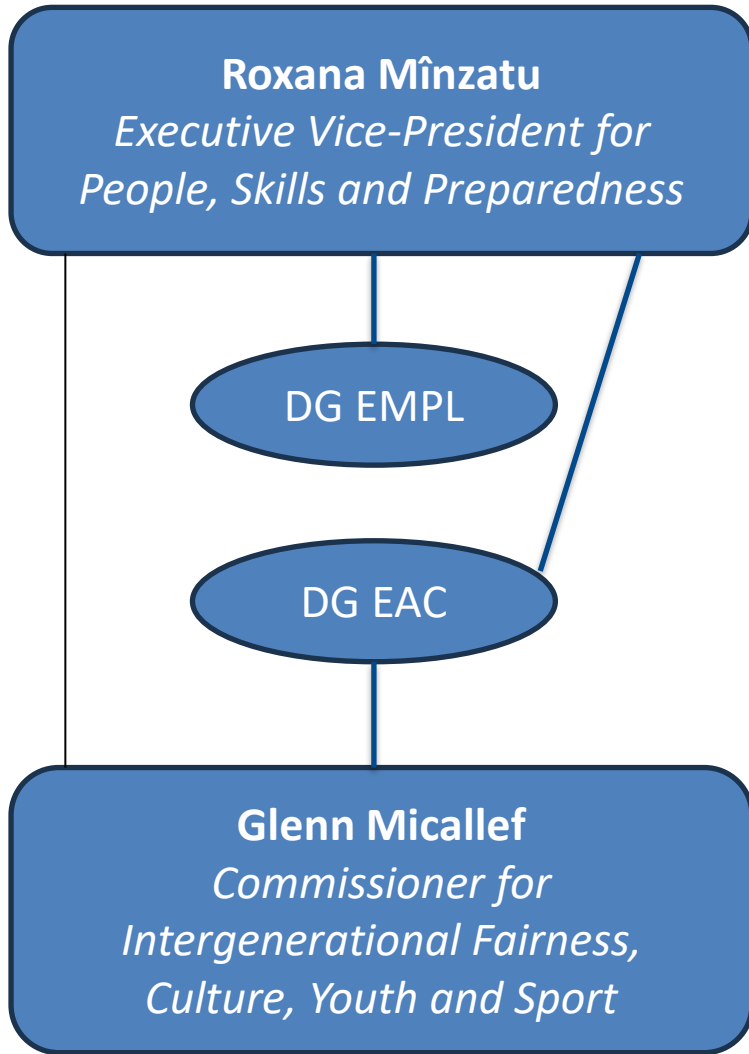 Roxana Mînzatu
Executive Vice-President for
People, Skills and Preparedness
DG EMPL
DG EAC
Glenn Micallef
Commissioner for
Intergenerational Fairness,
Culture, Youth and Sport